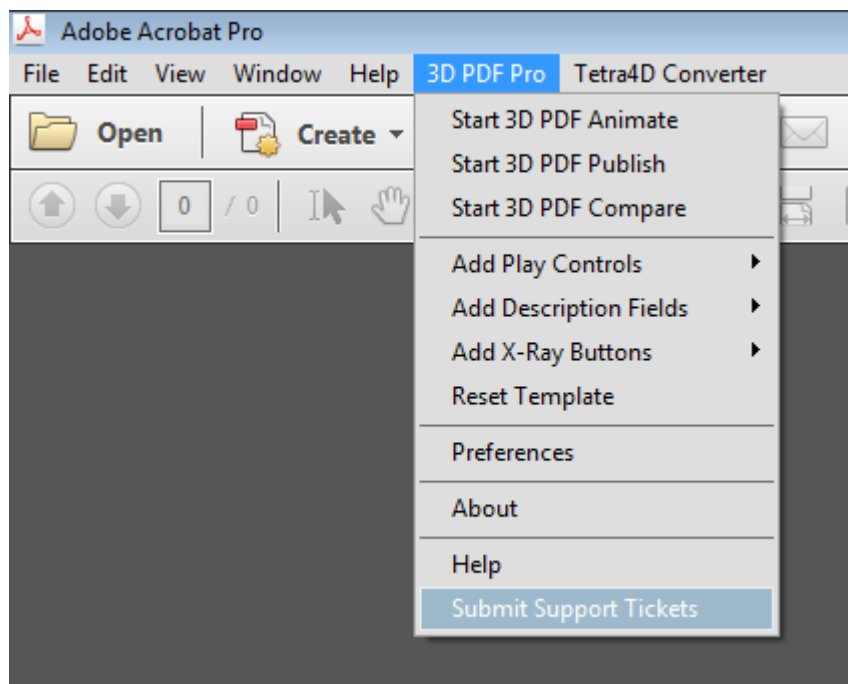 Adobe Acrobat Pro
File Edit View Window Help 3D PDF Pro Tetra4D Converter
Open Create
0 / 0
Start 3D PDF Animate
Start 3D PDF Publish
Start 3D PDF Compare
Add Play Controls
Add Description Fields
Add X-Ray Buttons
Reset Template
Preferences
About
Help
Submit Support Tickets